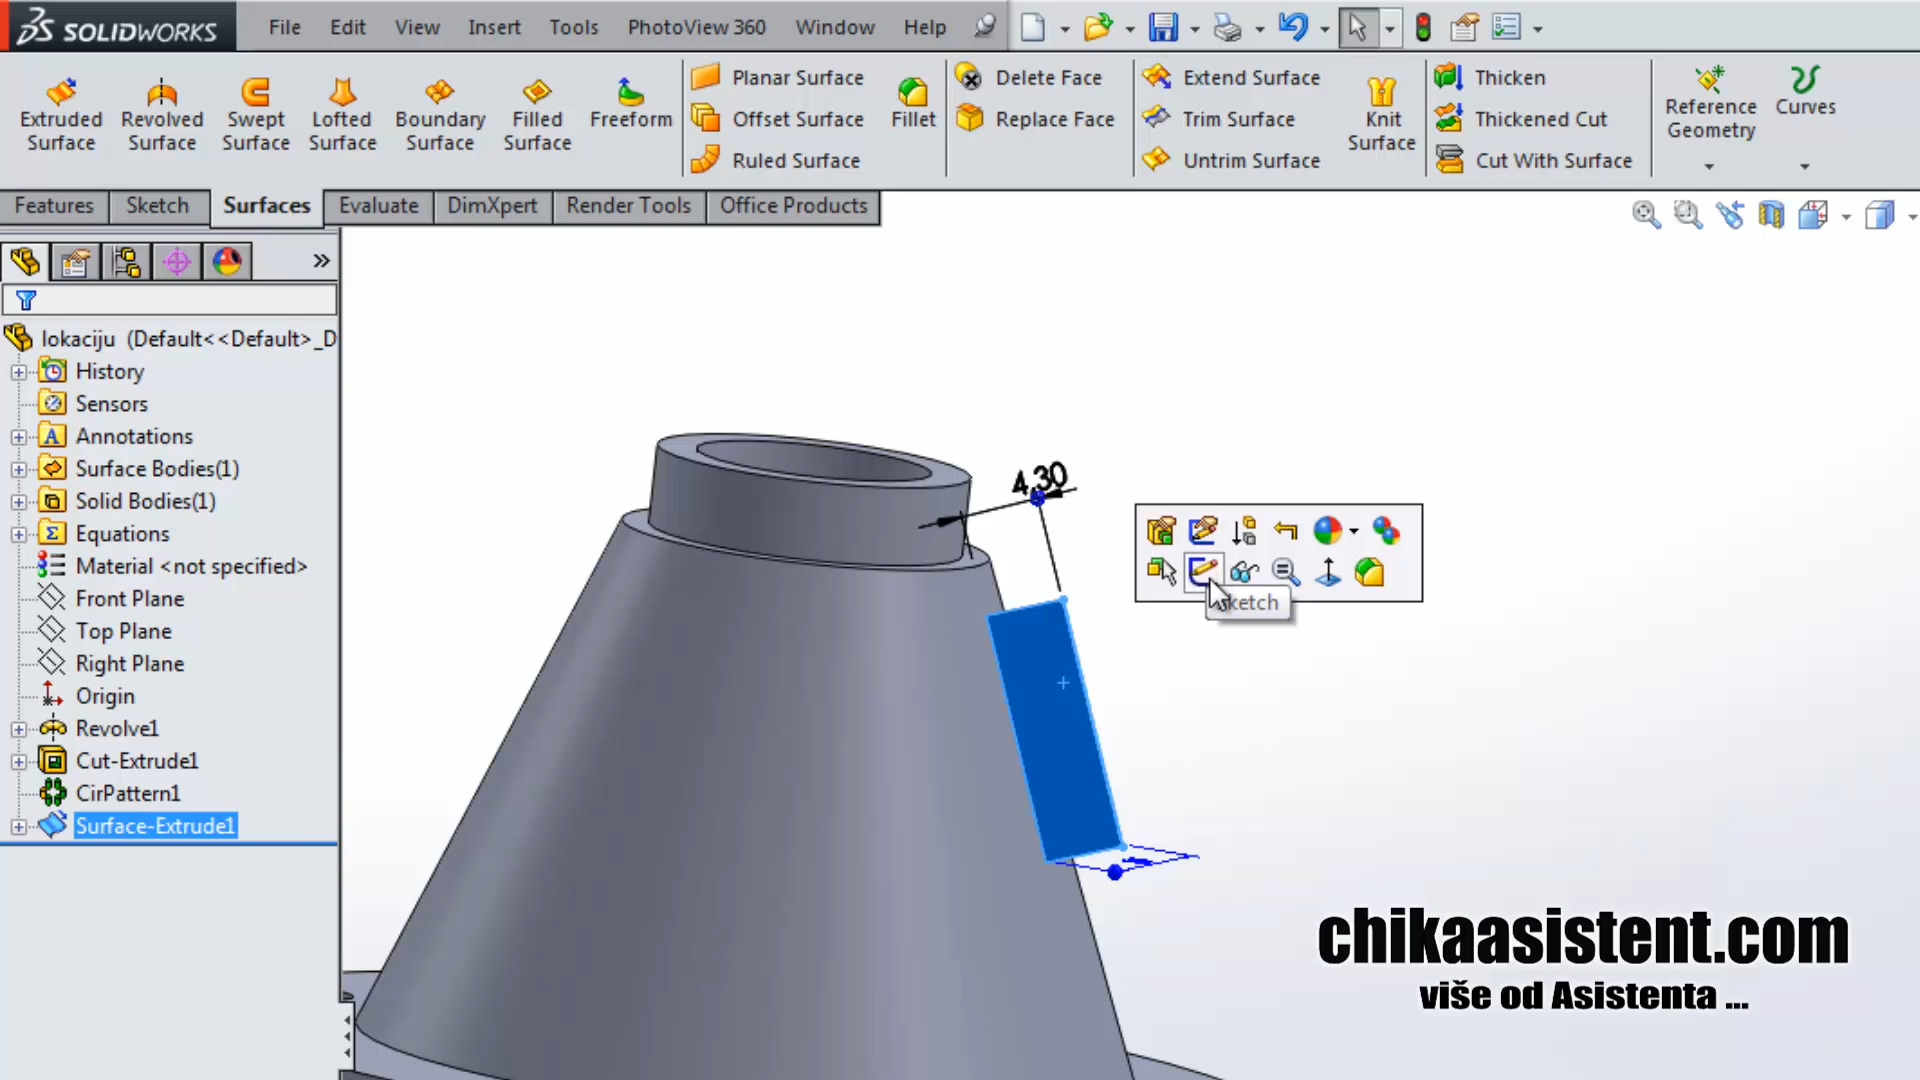 SOLIDWORKS
File Edit View Insert Tools PhotoView 360 Window Help
Extruded Surface
Revolved Surface
Swept Surface
Lofted Surface
Boundary Surface
Filled Surface
Freeform
Planar Surface
Offset Surface
Ruled Surface
Fillet
Delete Face
Replace Face
Extend Surface
Trim Surface
Untrim Surface
Knit Surface
Thicken
Thickened Cut
Cut With Surface
Reference Geometry
Curves
Features Sketch Surfaces Evaluate DimXpert Render Tools Office Products
»
lokaciju (Default<<Default>_D
History
Sensors
Annotations
Surface Bodies(1)
Solid Bodies(1)
Equations
Material <not specified>
Front Plane
Top Plane
Right Plane
Origin
Revolve1
Cut-Extrude1
CirPattern1
Surface-Extrude1
4,30
ketch
chikaasistent.com
više od Asistenta ...